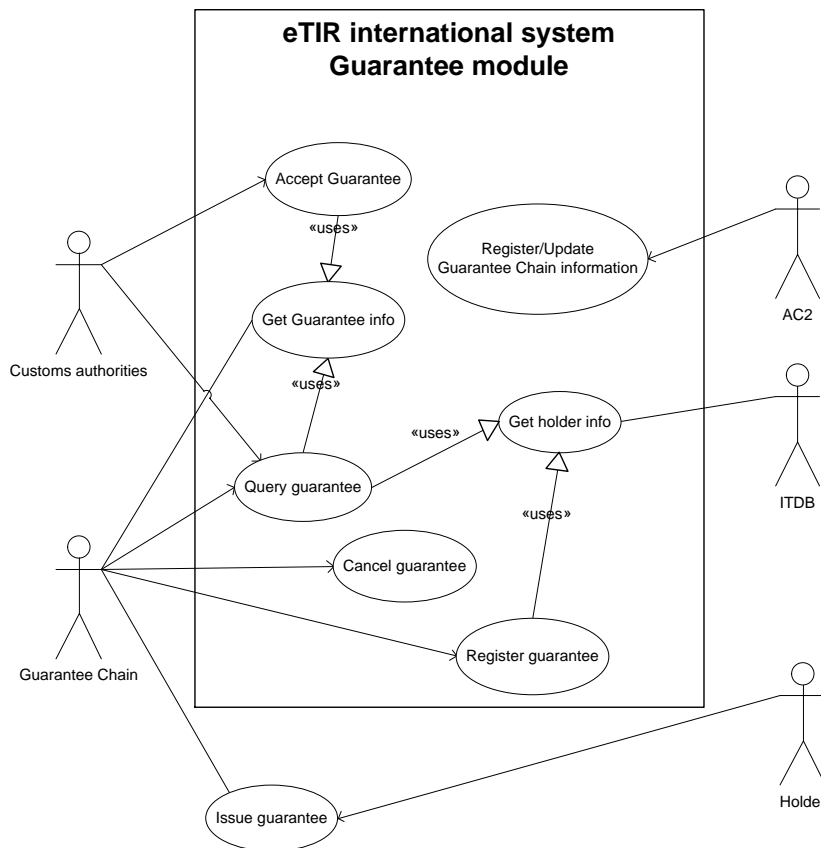 eTIR international system
Guarantee module
Accept Guarantee
«uses»
Register/Update
Guarantee Chain information
AC2
Get Guarantee info
Customs authorities
«uses»
Get holder info
«uses»
Query guarantee
ITDB
«uses»
Cancel guarantee
Register guarantee
Guarantee Chain
Holde
Issue guarantee